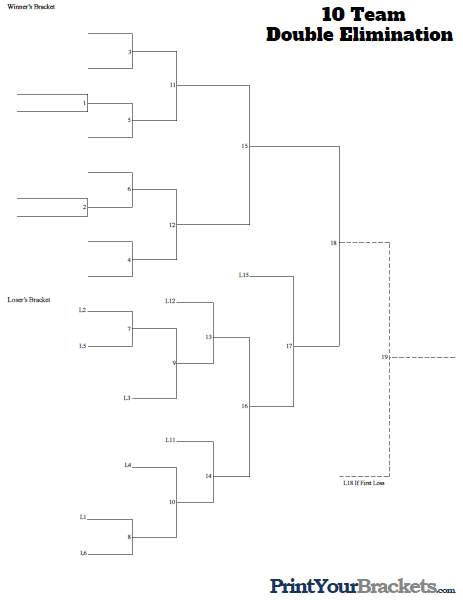 Winner's Bracket
10 Team
Double Elimination
3
11
1
5
15
6
2
12
4
18
L15
Loser's Bracket
L12
L2
7
13
L5
17
19
9
L3
16
L11
L4
14
L18 If First Loss
10
L1
8
L6
PrintYourBrackets.com